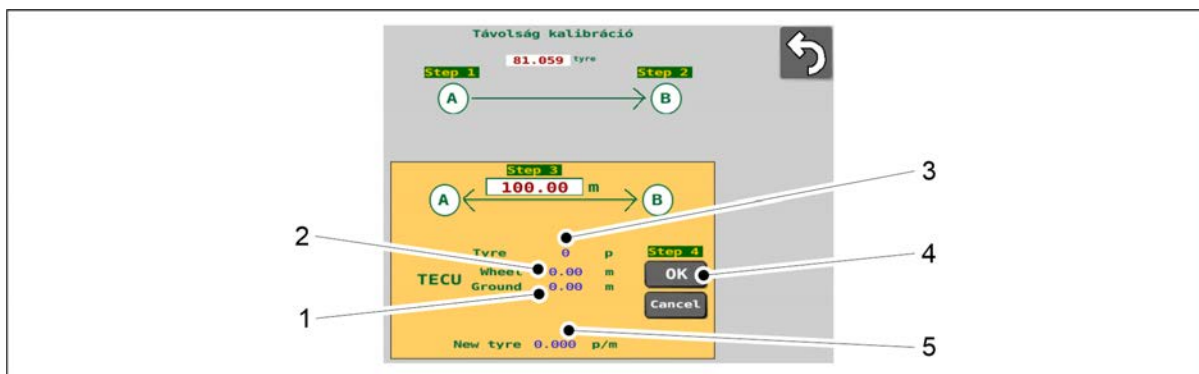 Távolság kalibráció
81.059 tyre
Step 1 Step 2
A B
Step 3
100.00 m
A B
3
2
Tyre 0 p Step 4
Wheel 0.00 m OK 4
TECU
Ground 0.00 m
Cancel
1
New tyre 0.000 p/m 5